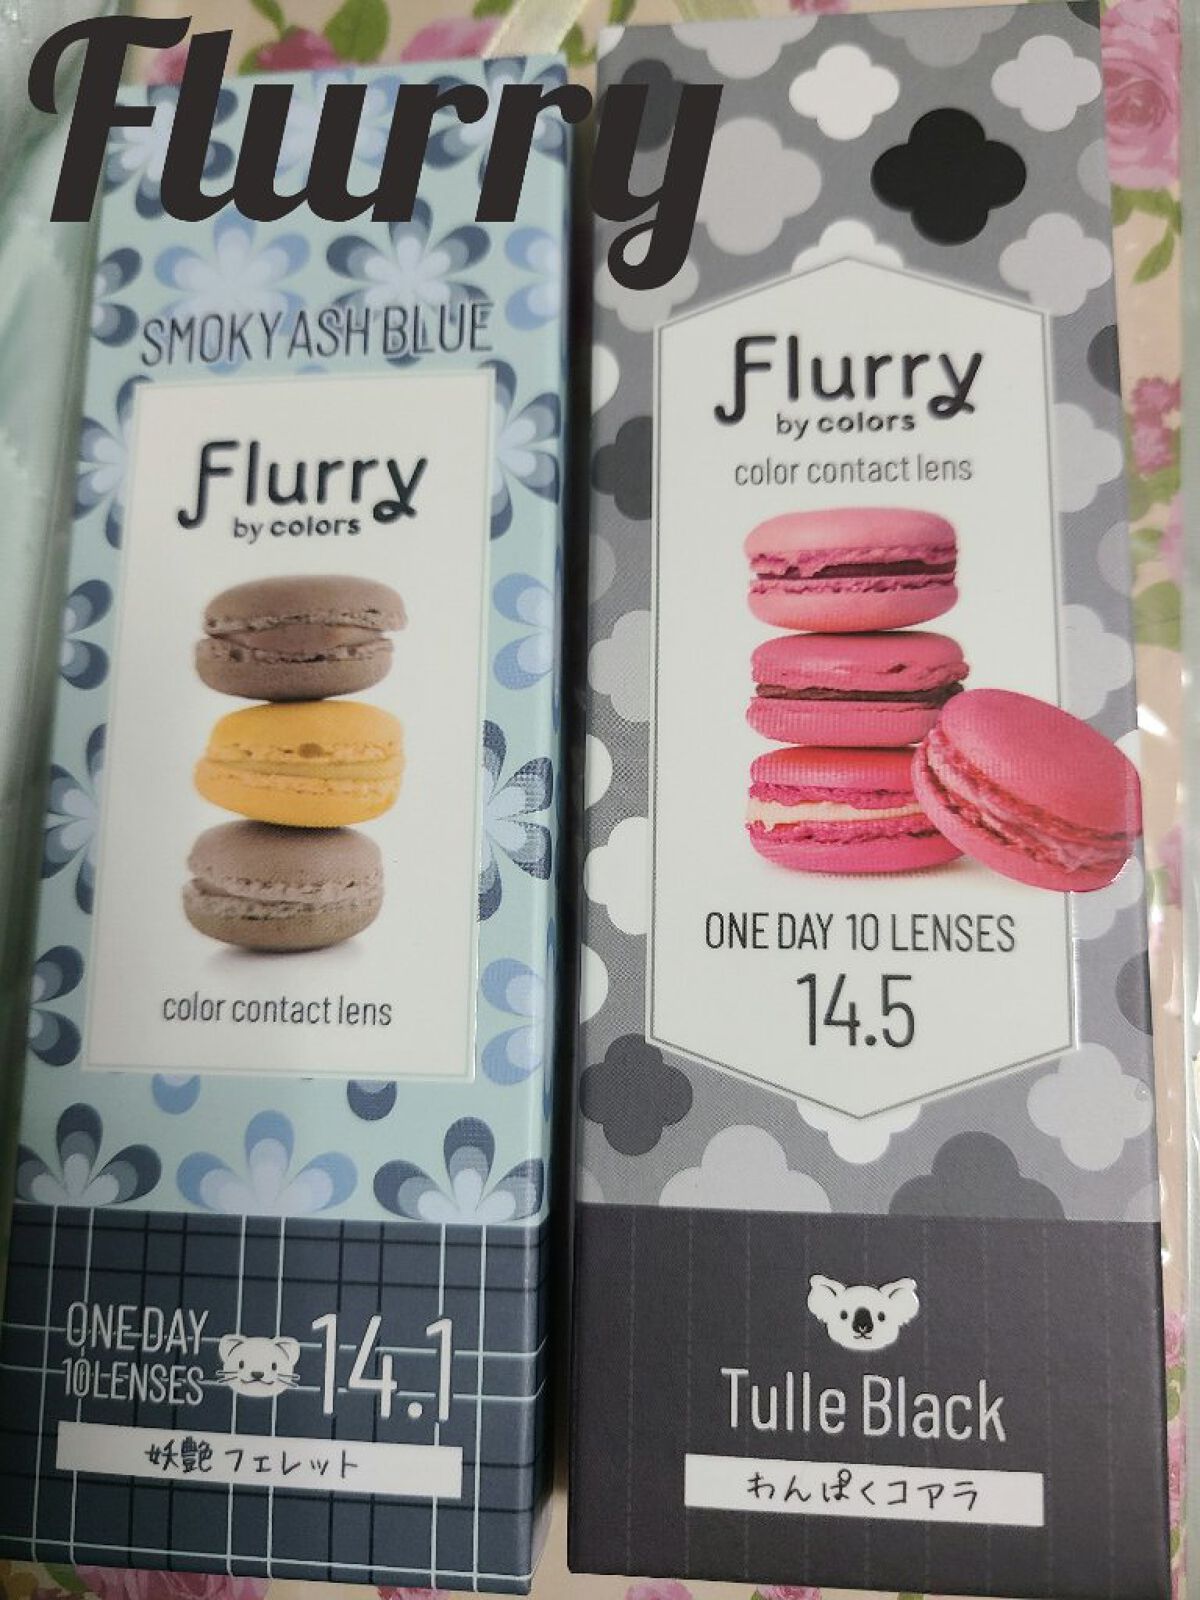 Flurry
SMOKY ASH BLUE
Flurry
by colors
color contact lens
ONE DAY
10 LENSES
14.1
妖艶フェレット
Flurry
by colors
color contact lens
ONE DAY 10 LENSES
14.5
Tulle Black
わんぱくコアラ